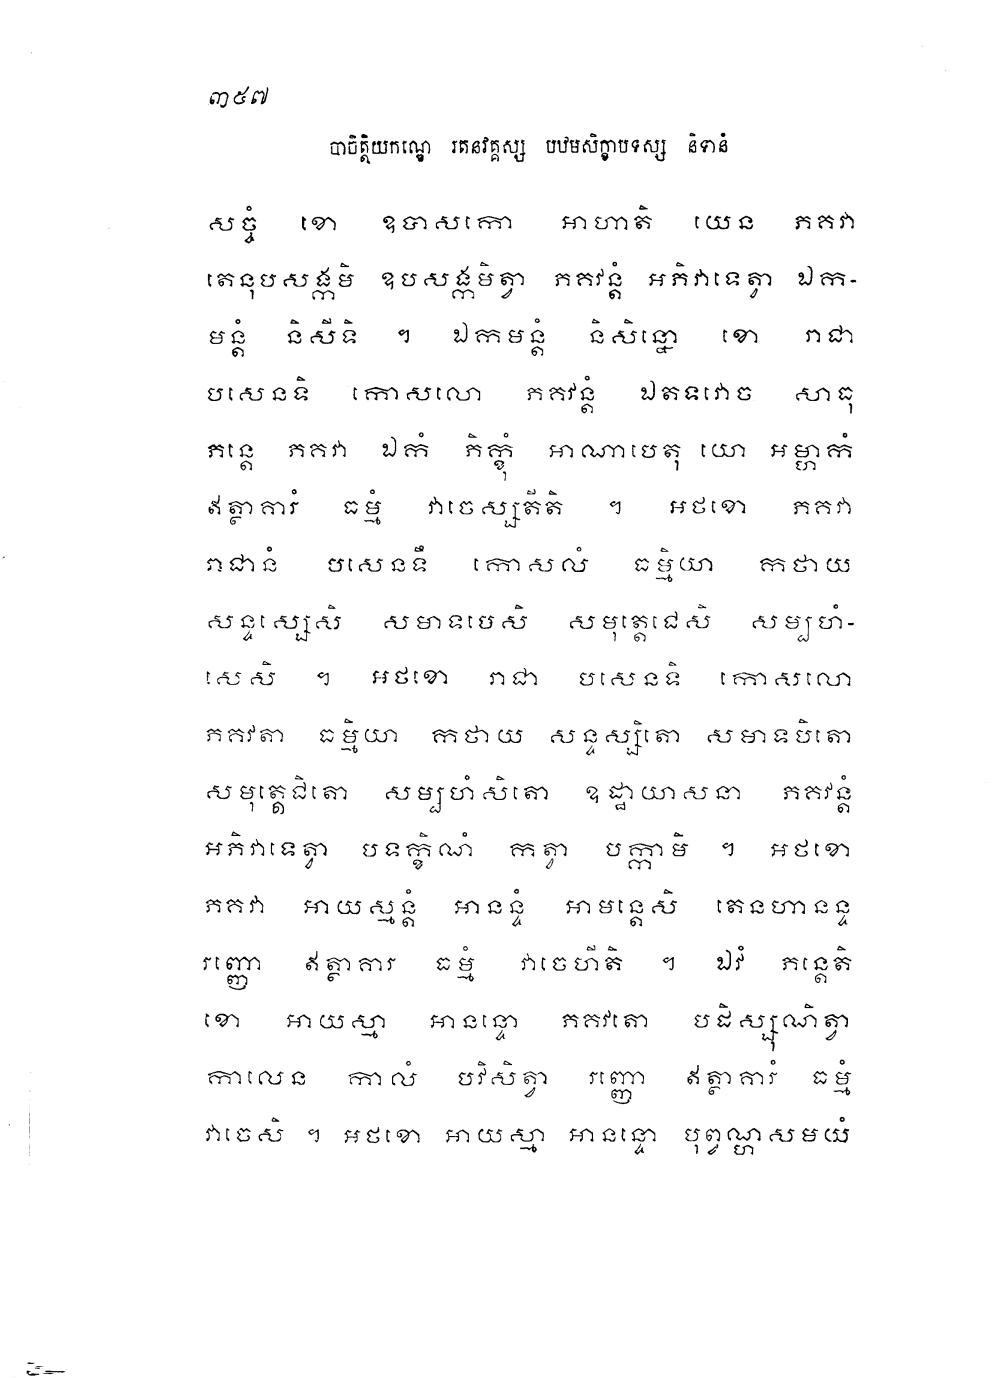 ៣៥៧
បាចិត្តិយកណ្ឌេ រតនវគ្គស្ស បឋមសិក្ខាបទស្ស និទានំ
សច្ចំ ខោ ឧបាសកោ អាហាតិ យេន ភគវា
តេនុបសង្កមិ ឧបសង្កមិត្វា ភគវន្តំ អភិវាទេត្វា ឯក-
មន្តំ និសីទិ ។ ឯកមន្តំ និសិន្នោ ខោ រាជា
បសេនទិ កោសលោ ភគវន្តំ ឯតទវោច សាធុ
ភន្តេ ភគវា ឯកំ ភិក្ខុំ អាណាបេតុ យោ អម្ហាកំ
ឥត្ថាគារំ ធម្មំ វាចេស្សតីតិ ។ អថខោ ភគវា
រាជានំ បសេនទឹ កោសលំ ធម្មិយា កថាយ
សន្ទស្សេសិ សមាទបេសិ សមុត្តេជេសិ សម្បហំ-
សេសិ ។ អថខោ រាជា បសេនទិ កោសលោ
ភគវតា ធម្មិយា កថាយ សន្ទស្សិតោ សមាទបិតោ
សមុត្តេជិតោ សម្បហំសិតោ ឧដ្ឋាយាសនា ភគវន្តំ
អភិវាទេត្វា បទក្ខិណំ កត្វា បក្កាមិ ។ អថខោ
ភគវា អាយស្មន្តំ អានន្ទំ អាមន្តេសិ តេនហានន្ទ
រញ្ញោ ឥត្ថាគារំ ធម្មំ វាចេហីតិ ។ ឯវំ ភន្តេតិ
ខោ អាយស្មា អានន្ទោ ភគវតោ បដិស្សុណិត្វា
កាលេន កាលំ បវិសិត្វា រញ្ញោ ឥត្ថាគារំ ធម្មំ
វាចេសិ ។ អថខោ អាយស្មា អានន្ទោ បុព្វណ្ហសមយំ